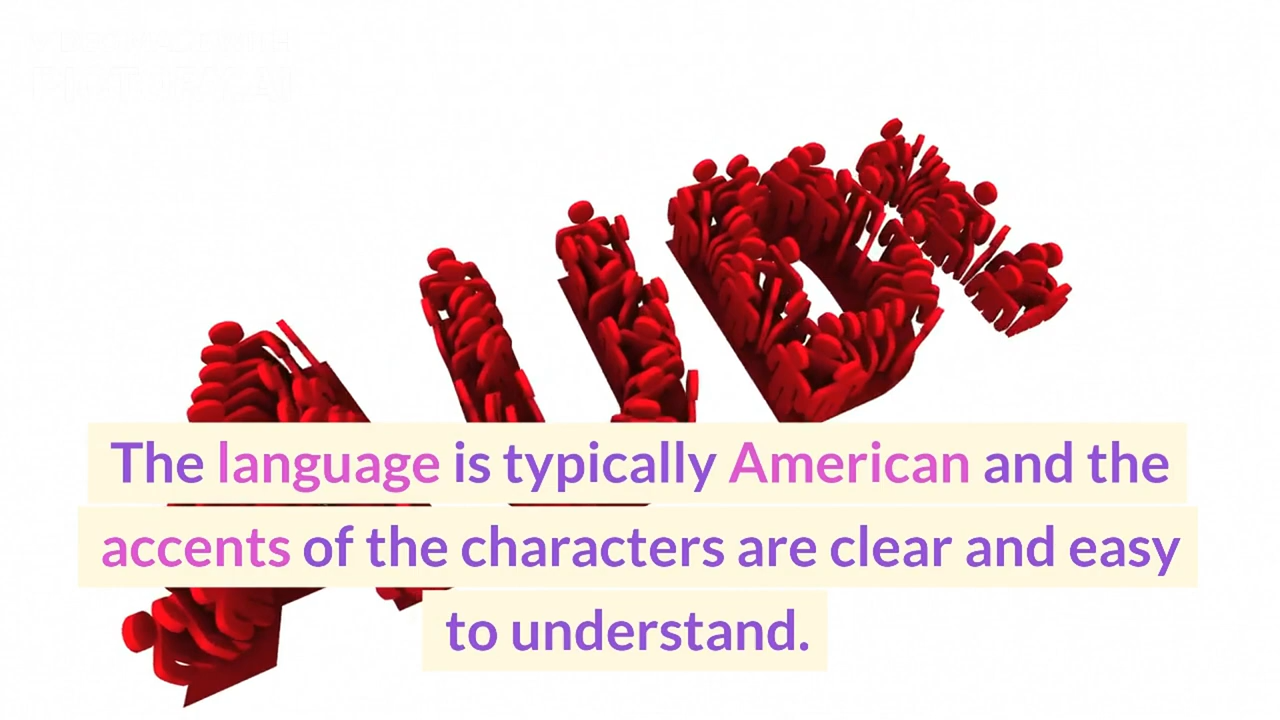 The language is typically American and the
accents of the characters are clear and easy
to understand.